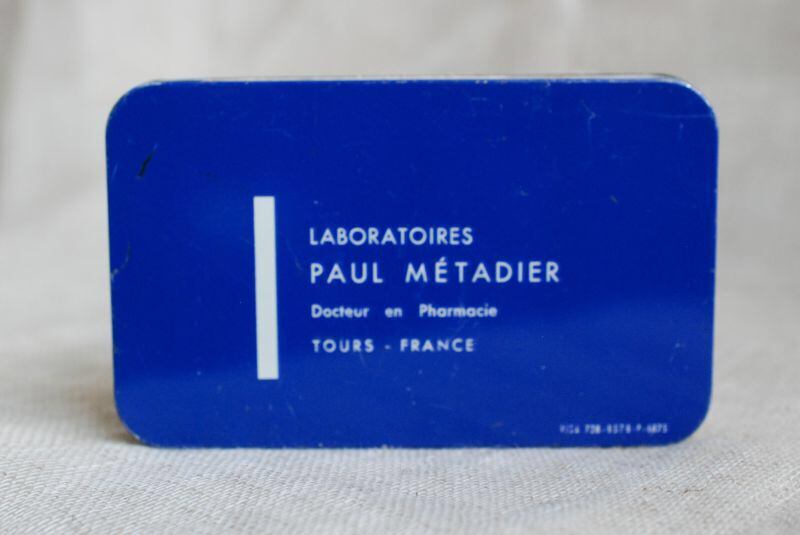 LABORATOIRES
PAUL MÉTADIER
Docteur en Pharmacie
TOURS - FRANCE